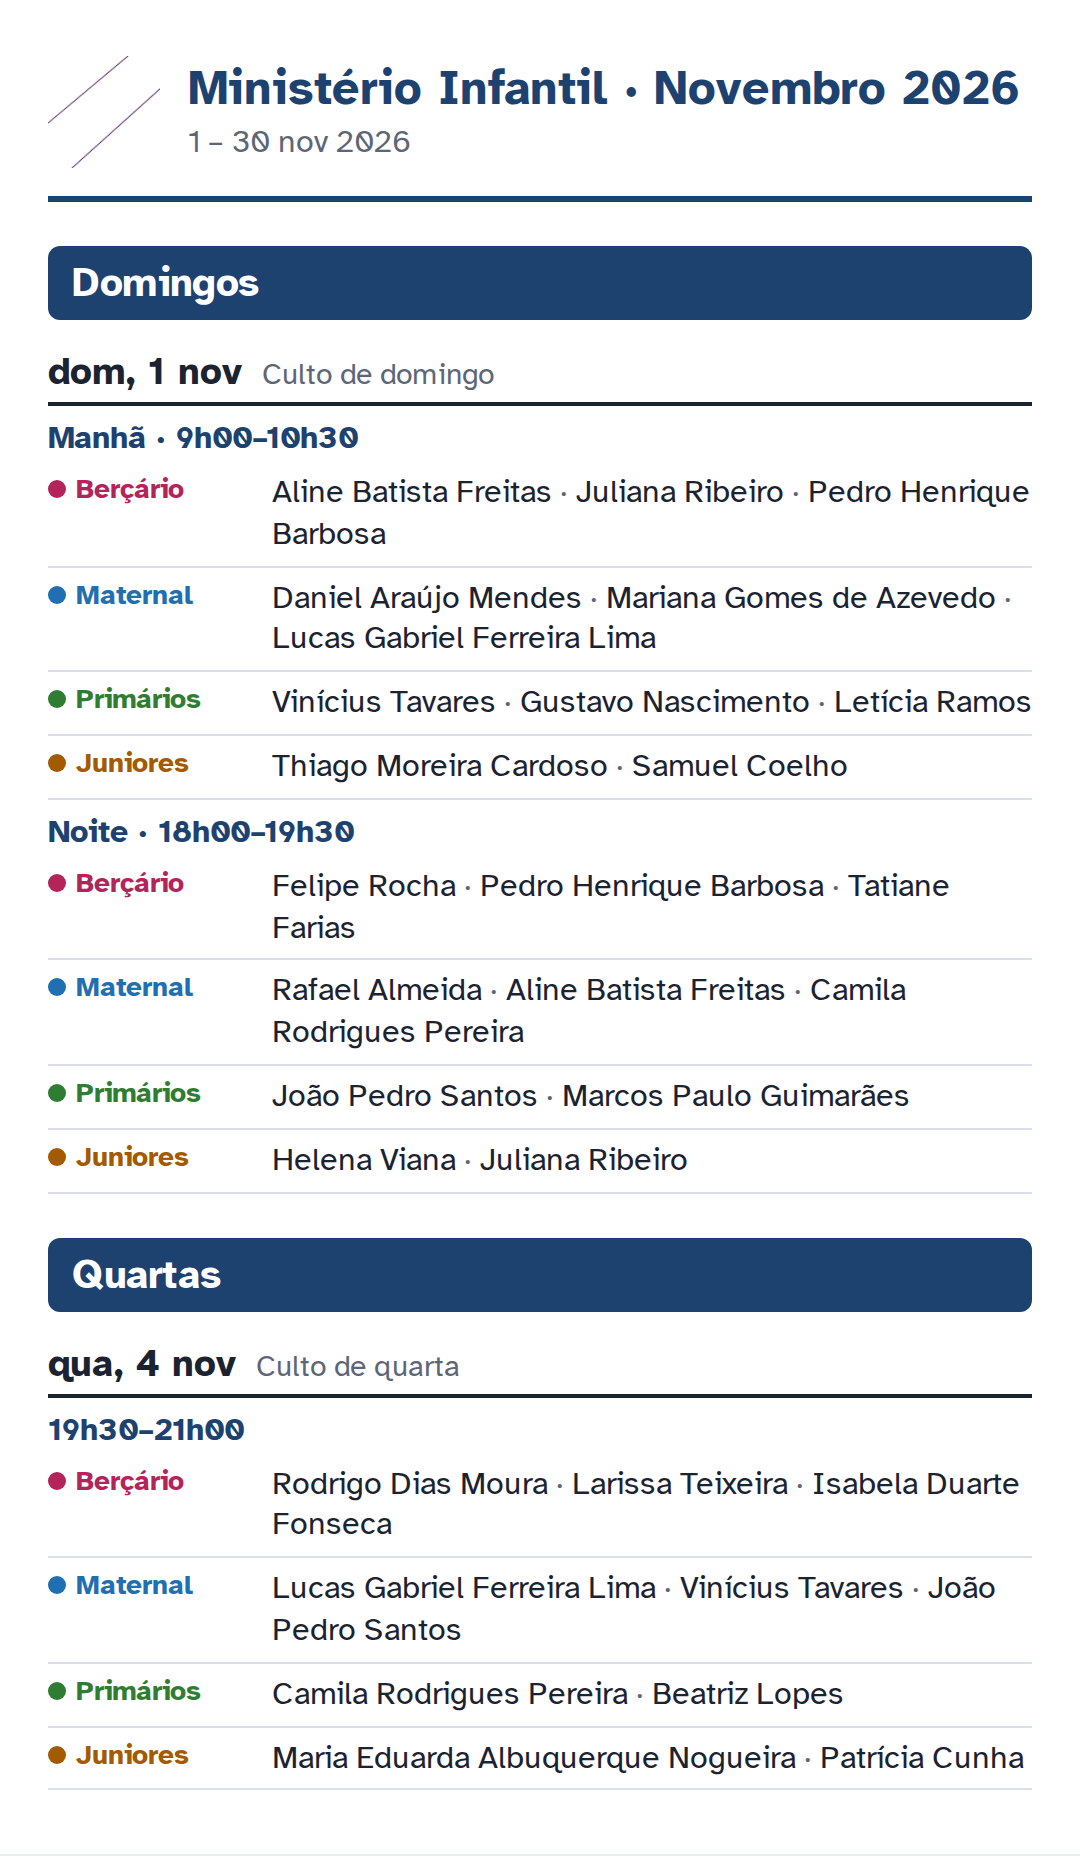 Ministério Infantil · Novembro 2026
1 – 30 nov 2026
Domingos
dom, 1 nov Culto de domingo
Manhã · 9h00–10h30
Berçário Aline Batista Freitas · Juliana Ribeiro · Pedro Henrique
Barbosa
Maternal Daniel Araújo Mendes · Mariana Gomes de Azevedo ·
Lucas Gabriel Ferreira Lima
Primários Vinícius Tavares · Gustavo Nascimento · Letícia Ramos
Juniores Thiago Moreira Cardoso · Samuel Coelho
Noite · 18h00–19h30
Berçário Felipe Rocha · Pedro Henrique Barbosa · Tatiane
Farias
Maternal Rafael Almeida · Aline Batista Freitas · Camila
Rodrigues Pereira
Primários João Pedro Santos · Marcos Paulo Guimarães
Juniores Helena Viana · Juliana Ribeiro
Quartas
qua, 4 nov Culto de quarta
19h30–21h00
Berçário Rodrigo Dias Moura · Larissa Teixeira · Isabela Duarte
Fonseca
Maternal Lucas Gabriel Ferreira Lima · Vinícius Tavares · João
Pedro Santos
Primários Camila Rodrigues Pereira · Beatriz Lopes
Juniores Maria Eduarda Albuquerque Nogueira · Patrícia Cunha